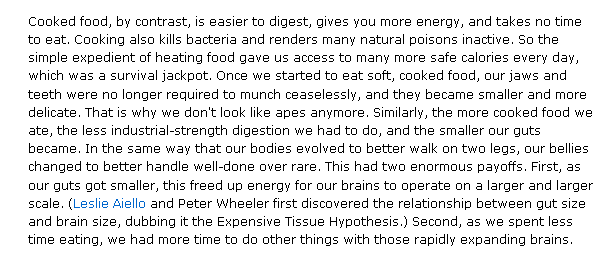 Cooked food, by contrast, is easier to digest, gives you more energy, and takes no time
to eat. Cooking also kills bacteria and renders many natural poisons inactive. So the
simple expedient of heating food gave us access to many more safe calories every day,
which was a survival jackpot. Once we started to eat soft, cooked food, our jaws and
teeth were no longer required to munch ceaselessly, and they became smaller and more
delicate. That is why we don't look like apes anymore. Similarly, the more cooked food we
ate, the less industrial-strength digestion we had to do, and the smaller our guts
became. In the same way that our bodies evolved to better walk on two legs, our bellies
changed to better handle well-done over rare. This had two enormous payoffs. First, as
our guts got smaller, this freed up energy for our brains to operate on a larger and larger
scale. (Leslie Aiello and Peter Wheeler first discovered the relationship between gut size
and brain size, dubbing it the Expensive Tissue Hypothesis.) Second, as we spent less
time eating, we had more time to do other things with those rapidly expanding brains.